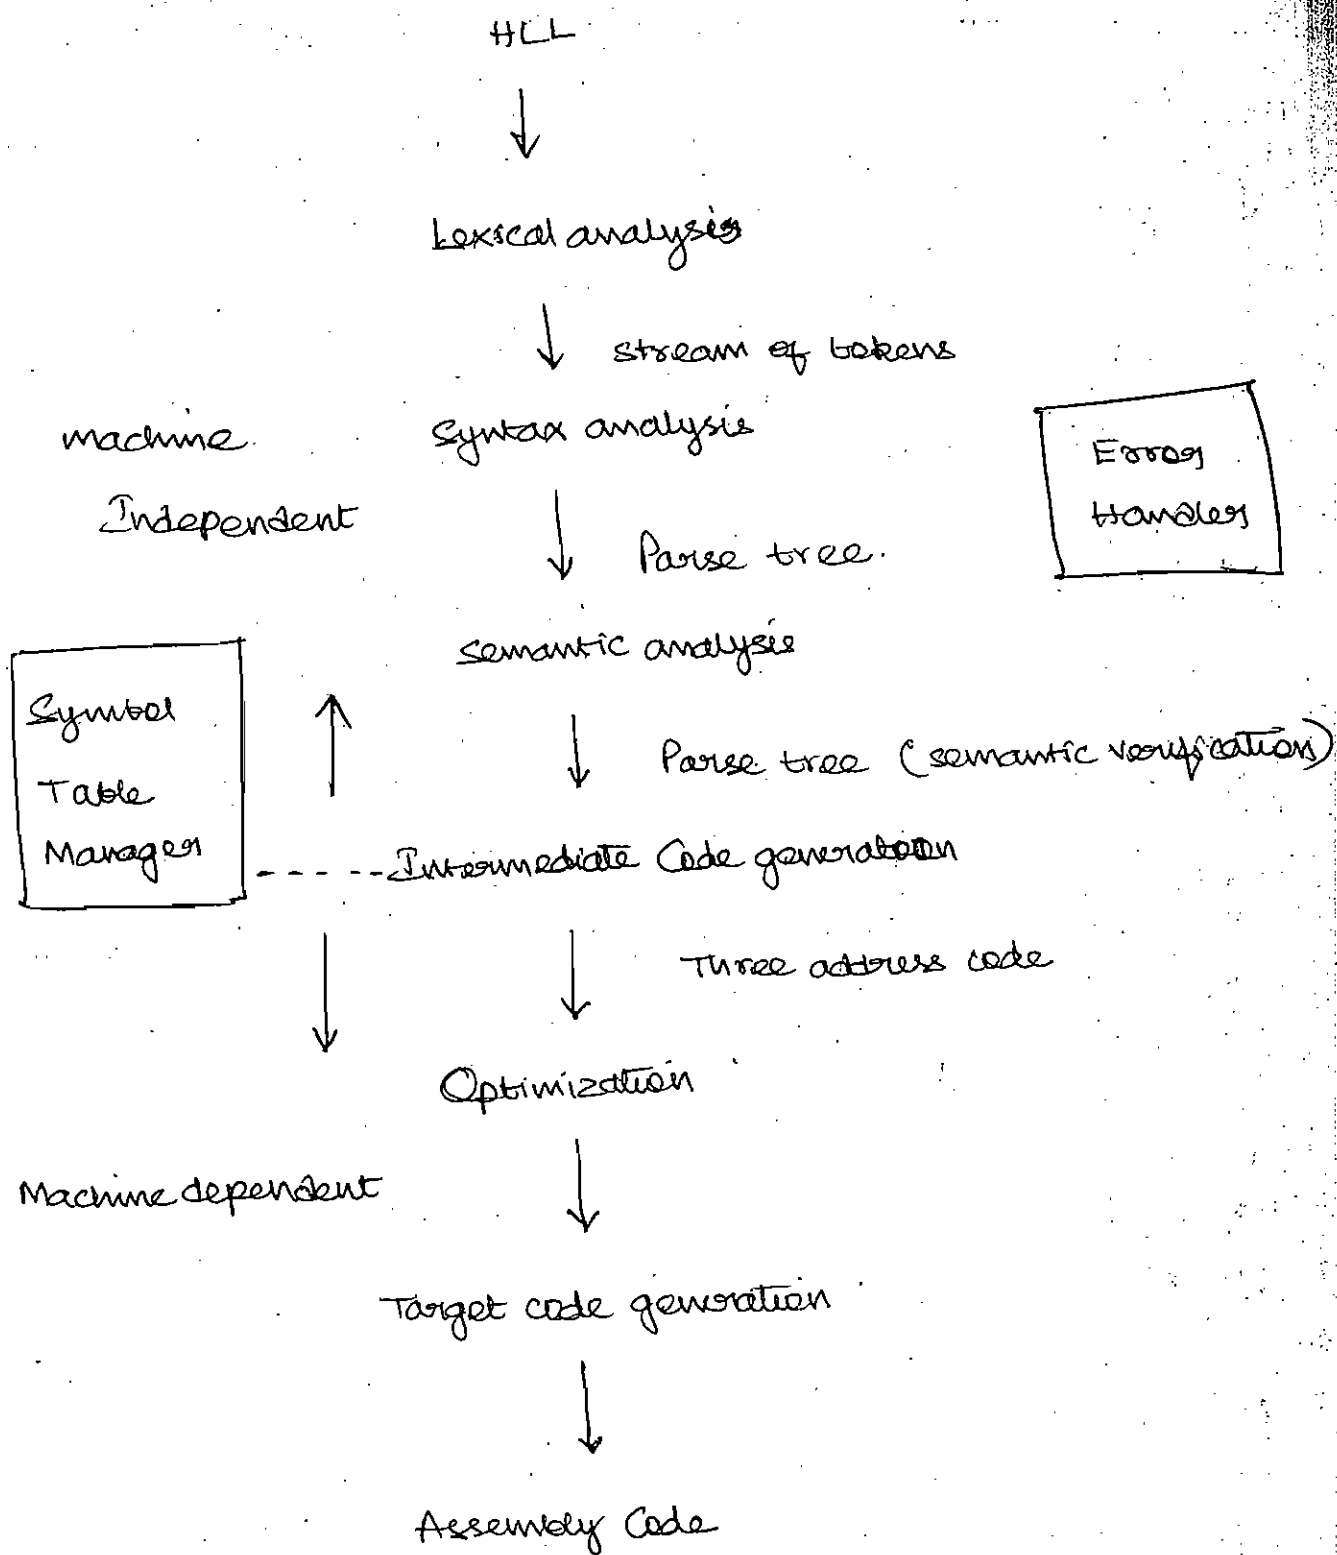 HLL
Lexical analysis
stream of tokens
machine
Independent
Syntax analysis
Error
Handler
Parse tree.
semantic analysis
Symbol
Table
Manager
Parse tree (semantic verification)
Intermediate Code generation
Three address code
Optimization
Machine dependent
Target code generation
Assembly Code